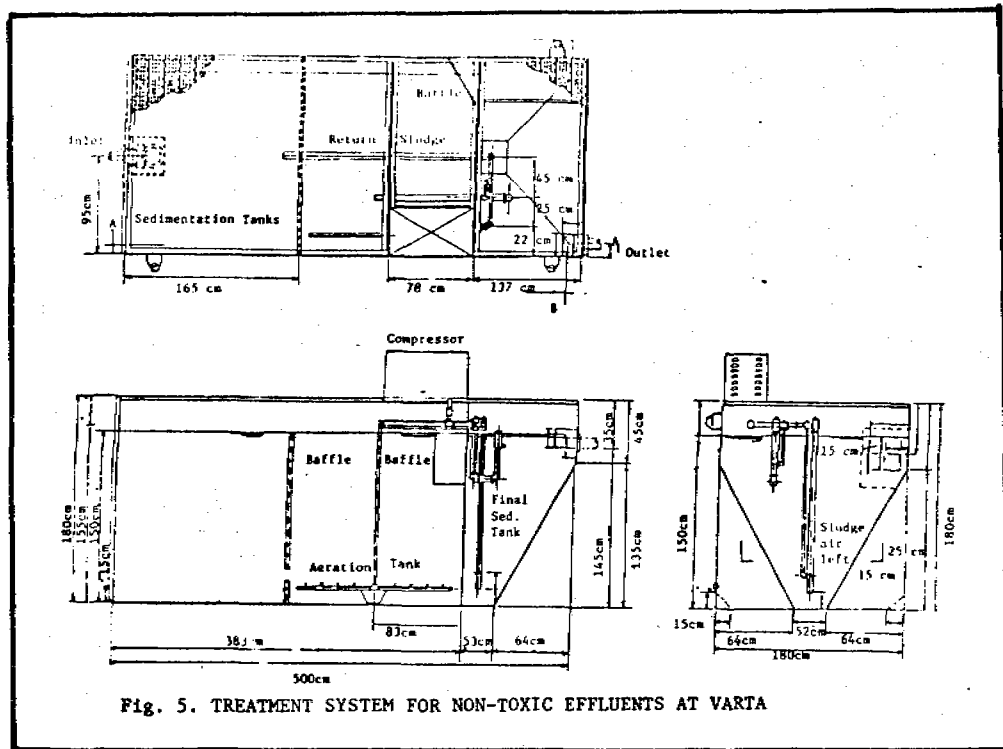 Baffle
Inlet
Return Sludge
45 cm
25 cm
95cm
A
Sedimentation Tanks
22 cm
A
Outlet
165 cm
78 cm
137 cm
B
Compressor
35cm
45cm
15 cm
Baffle
Baffle
Final
Sed.
Tank
180cm
155cm
150cm
15cm
145cm
135cm
150cm
180cm
Sludge
air
left
25 cm
15 cm
Aeration Tank
83cm
15cm
383
53cm
64cm
64cm
52cm
64cm
180cm
500cm
Fig. 5. TREATMENT SYSTEM FOR NON-TOXIC EFFLUENTS AT VARTA